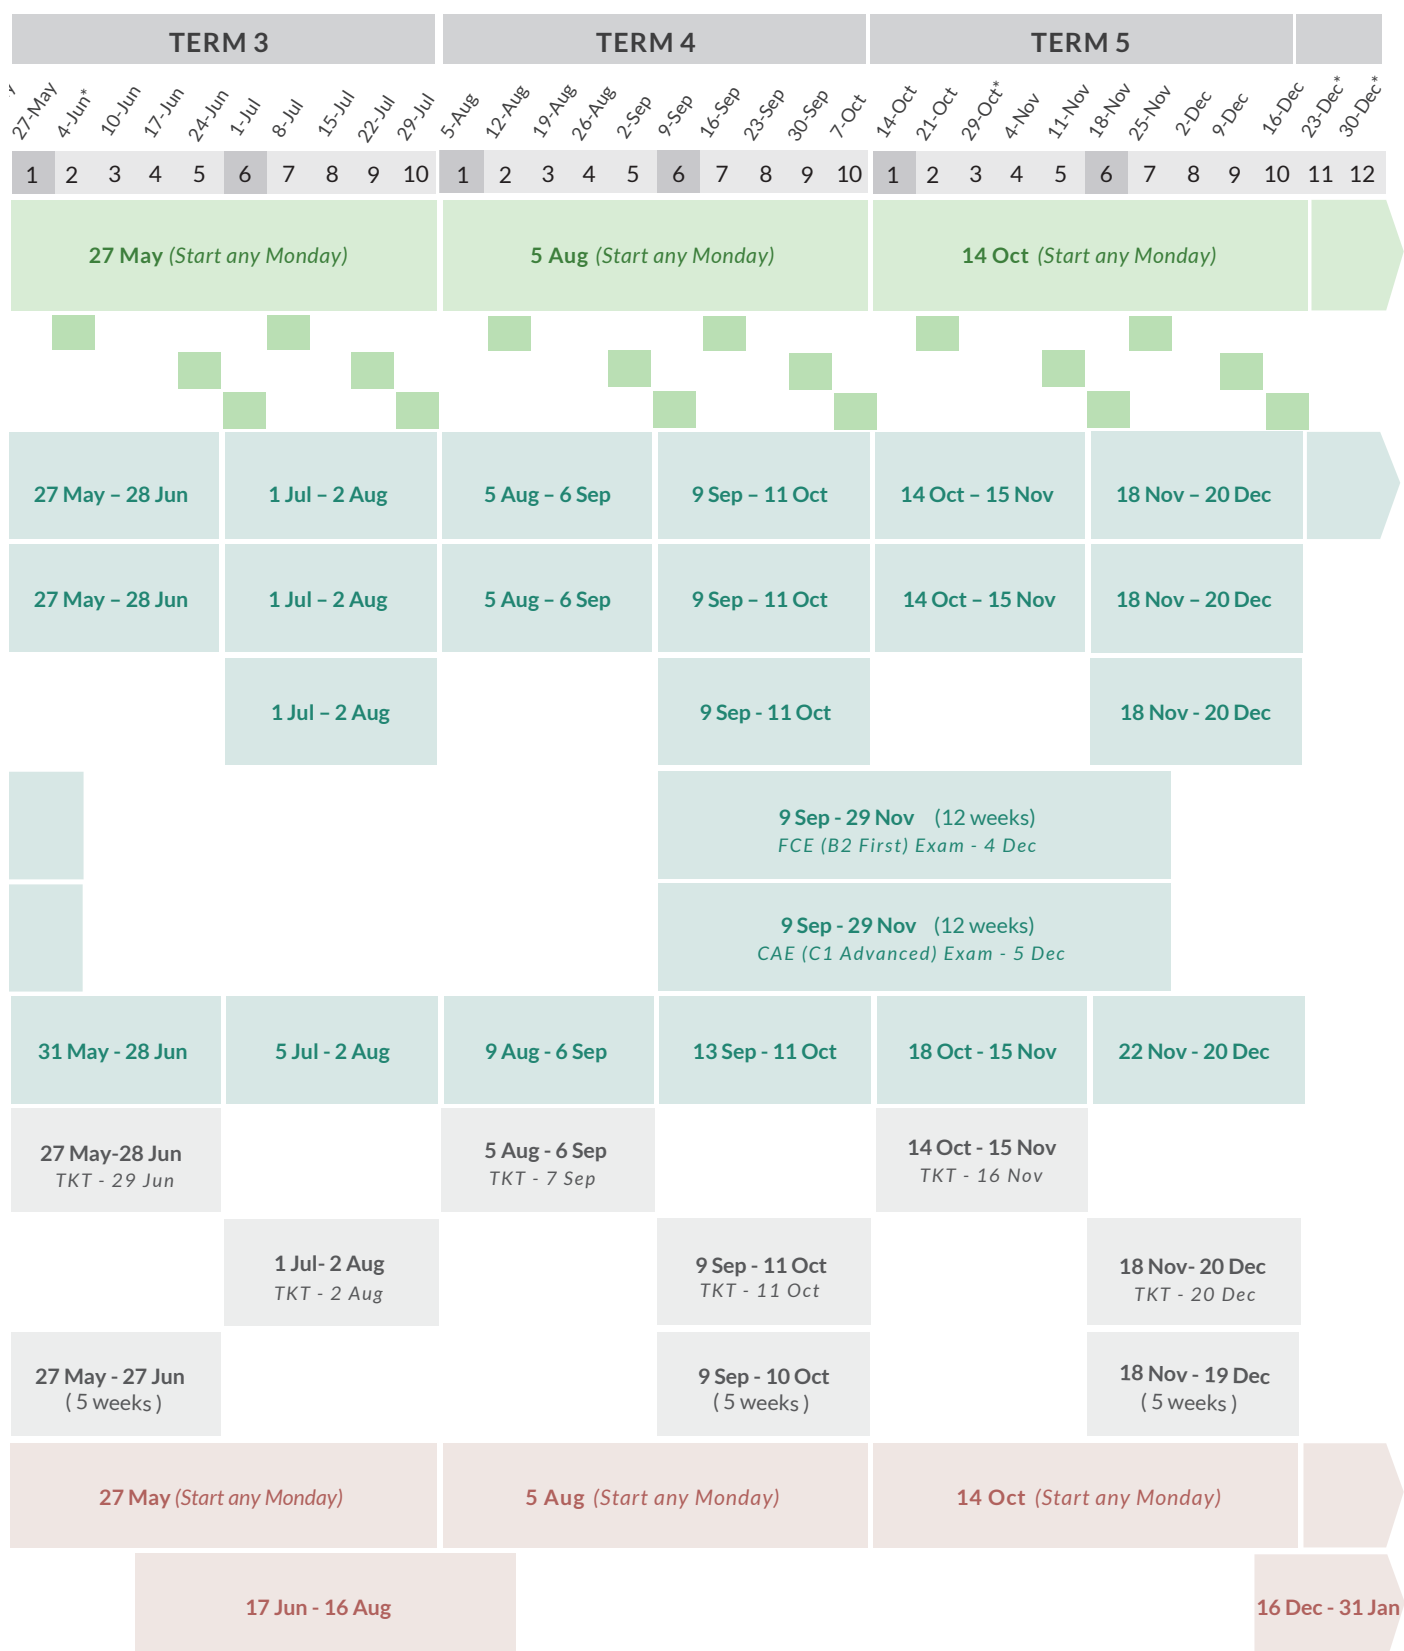 TERM 3 TERM 4 TERM 5
27-May 4-Jun* 10-Jun 17-Jun 24-Jun 1-Jul 8-Jul 15-Jul 22-Jul 29-Jul 5-Aug 12-Aug 19-Aug 26-Aug 2-Sep 9-Sep 16-Sep 23-Sep 30-Sep 7-Oct 14-Oct 21-Oct 29-Oct* 4-Nov 11-Nov 18-Nov 25-Nov 2-Dec 9-Dec 16-Dec 23-Dec* 30-Dec*
1 2 3 4 5 6 7 8 9 10 1 2 3 4 5 6 7 8 9 10 1 2 3 4 5 6 7 8 9 10 11 12
27 May (Start any Monday) 5 Aug (Start any Monday) 14 Oct (Start any Monday)
27 May – 28 Jun 1 Jul – 2 Aug 5 Aug – 6 Sep 9 Sep – 11 Oct 14 Oct – 15 Nov 18 Nov – 20 Dec
27 May – 28 Jun 1 Jul – 2 Aug 5 Aug – 6 Sep 9 Sep – 11 Oct 14 Oct – 15 Nov 18 Nov – 20 Dec
1 Jul – 2 Aug 9 Sep - 11 Oct 18 Nov - 20 Dec
9 Sep - 29 Nov (12 weeks)
FCE (B2 First) Exam - 4 Dec
9 Sep - 29 Nov (12 weeks)
CAE (C1 Advanced) Exam - 5 Dec
31 May - 28 Jun 5 Jul - 2 Aug 9 Aug - 6 Sep 13 Sep - 11 Oct 18 Oct - 15 Nov 22 Nov - 20 Dec
27 May-28 Jun 5 Aug - 6 Sep 14 Oct - 15 Nov
TKT - 29 Jun TKT - 7 Sep TKT - 16 Nov
1 Jul- 2 Aug 9 Sep - 11 Oct 18 Nov- 20 Dec
TKT - 2 Aug TKT - 11 Oct TKT - 20 Dec
27 May - 27 Jun 9 Sep - 10 Oct 18 Nov - 19 Dec
( 5 weeks ) ( 5 weeks ) ( 5 weeks )
27 May (Start any Monday) 5 Aug (Start any Monday) 14 Oct (Start any Monday)
17 Jun - 16 Aug 16 Dec - 31 Jan